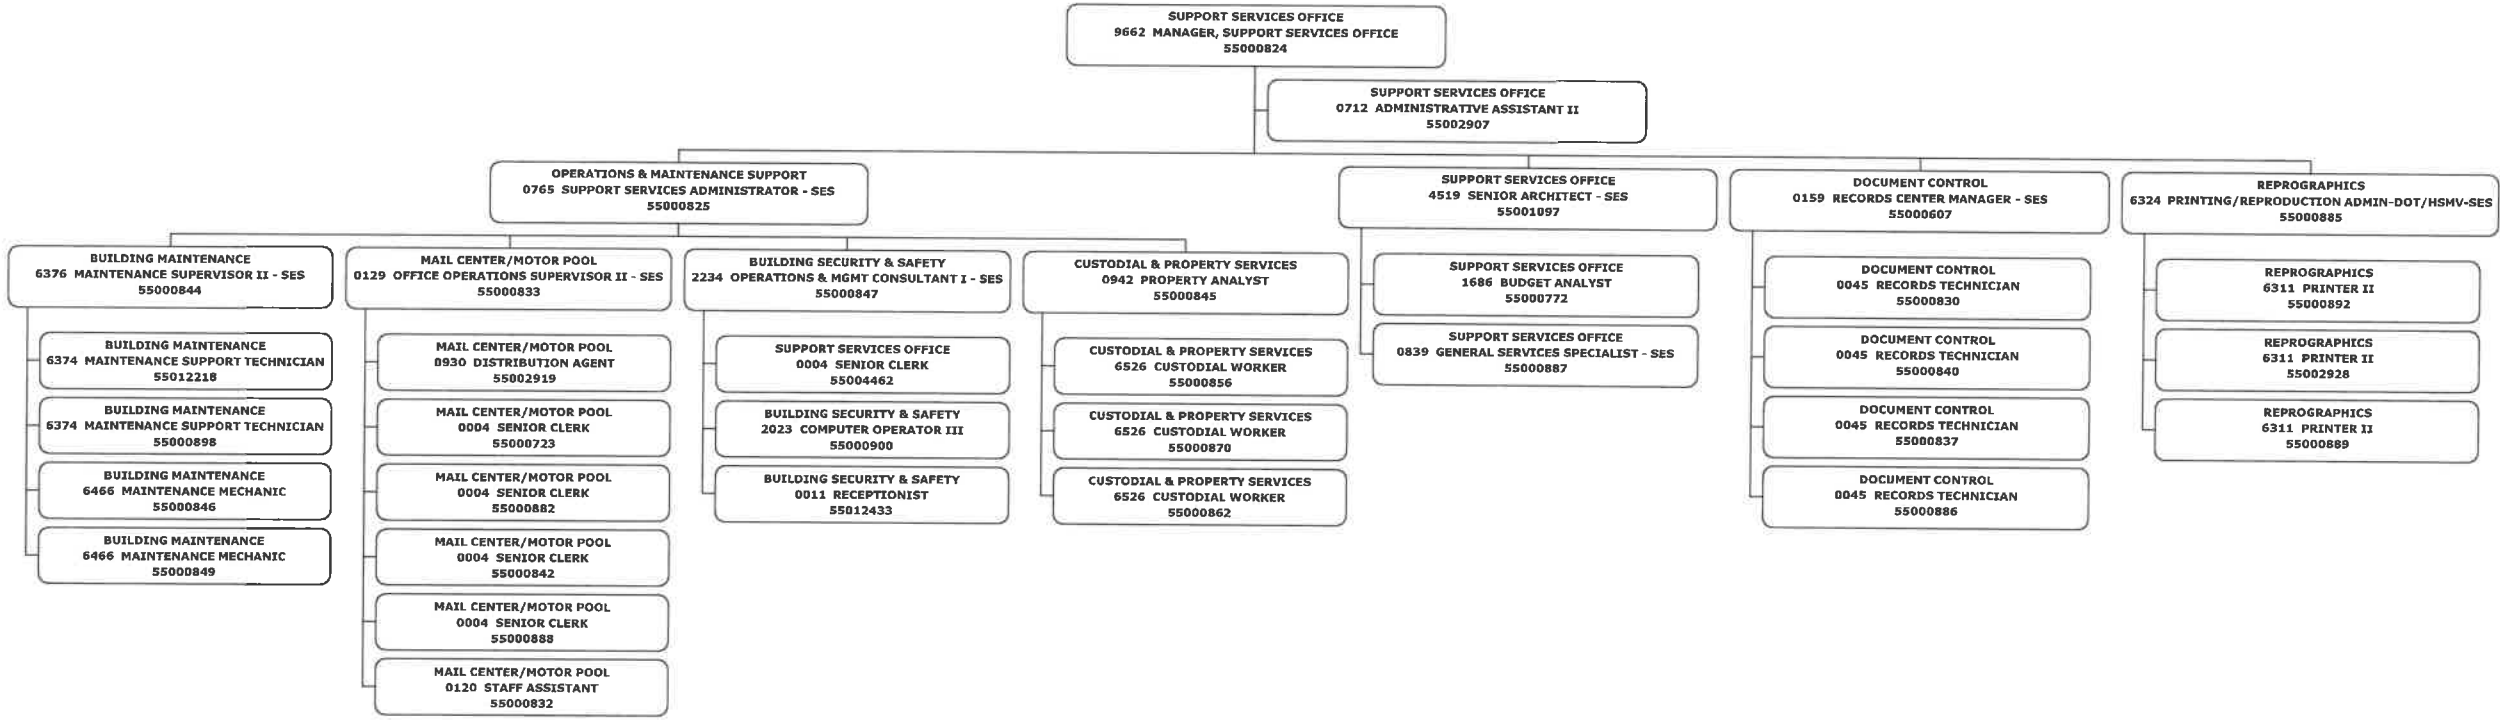 SUPPORT SERVICES OFFICE
9662 MANAGER, SUPPORT SERVICES OFFICE
55000824
SUPPORT SERVICES OFFICE
0712 ADMINISTRATIVE ASSISTANT II
55002907
OPERATIONS & MAINTENANCE SUPPORT
0765 SUPPORT SERVICES ADMINISTRATOR - SES
55000825
SUPPORT SERVICES OFFICE
4519 SENIOR ARCHITECT - SES
55001097
DOCUMENT CONTROL
0159 RECORDS CENTER MANAGER - SES
55000607
REPROGRAPHICS
6324 PRINTING/REPRODUCTION ADMIN-DOT/HSMV-SES
55000885
BUILDING MAINTENANCE
6376 MAINTENANCE SUPERVISOR II - SES
55000844
MAIL CENTER/MOTOR POOL
0129 OFFICE OPERATIONS SUPERVISOR II - SES
55000833
BUILDING SECURITY & SAFETY
2234 OPERATIONS & MGMT CONSULTANT I - SES
55000847
CUSTODIAL & PROPERTY SERVICES
0942 PROPERTY ANALYST
55000845
BUILDING MAINTENANCE
6374 MAINTENANCE SUPPORT TECHNICIAN
55012218
BUILDING MAINTENANCE
6374 MAINTENANCE SUPPORT TECHNICIAN
55000898
BUILDING MAINTENANCE
6466 MAINTENANCE MECHANIC
55000846
BUILDING MAINTENANCE
6466 MAINTENANCE MECHANIC
55000849
MAIL CENTER/MOTOR POOL
0930 DISTRIBUTION AGENT
55002919
MAIL CENTER/MOTOR POOL
0004 SENIOR CLERK
55000723
MAIL CENTER/MOTOR POOL
0004 SENIOR CLERK
55000882
MAIL CENTER/MOTOR POOL
0004 SENIOR CLERK
55000842
MAIL CENTER/MOTOR POOL
0004 SENIOR CLERK
55000888
MAIL CENTER/MOTOR POOL
0120 STAFF ASSISTANT
55000832
SUPPORT SERVICES OFFICE
0004 SENIOR CLERK
55004462
BUILDING SECURITY & SAFETY
2023 COMPUTER OPERATOR III
55000900
BUILDING SECURITY & SAFETY
0011 RECEPTIONIST
55012433
CUSTODIAL & PROPERTY SERVICES
6526 CUSTODIAL WORKER
55000856
CUSTODIAL & PROPERTY SERVICES
6526 CUSTODIAL WORKER
55000870
CUSTODIAL & PROPERTY SERVICES
6526 CUSTODIAL WORKER
55000862
SUPPORT SERVICES OFFICE
1686 BUDGET ANALYST
55000772
SUPPORT SERVICES OFFICE
0839 GENERAL SERVICES SPECIALIST - SES
55000887
DOCUMENT CONTROL
0045 RECORDS TECHNICIAN
55000830
DOCUMENT CONTROL
0045 RECORDS TECHNICIAN
55000840
DOCUMENT CONTROL
0045 RECORDS TECHNICIAN
55000837
DOCUMENT CONTROL
0045 RECORDS TECHNICIAN
55000886
REPROGRAPHICS
6311 PRINTER II
55000892
REPROGRAPHICS
6311 PRINTER II
55002928
REPROGRAPHICS
6311 PRINTER II
55000889